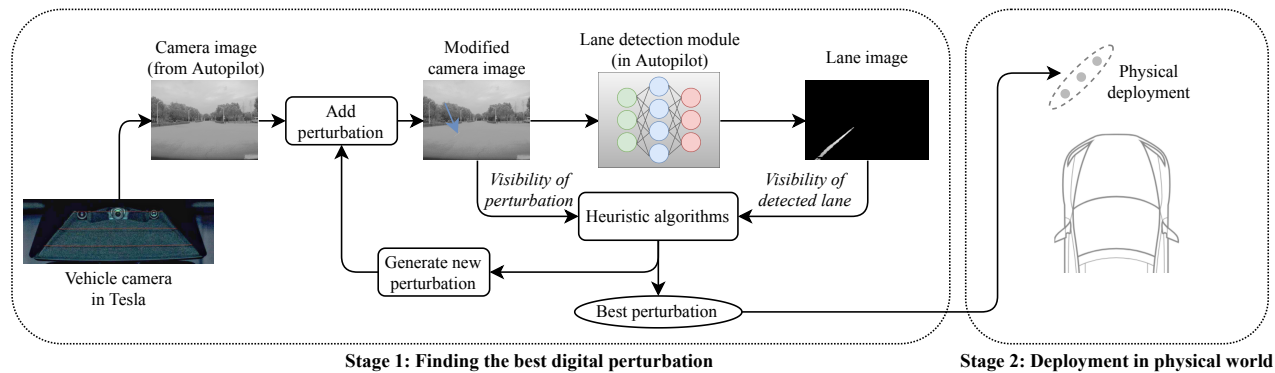 Camera image
(from Autopilot)
Modified
camera image
Lane detection module
(in Autopilot)
Lane image
Add
perturbation
Visibility of
perturbation
Visibility of
detected lane
Heuristic algorithms
Generate new
perturbation
Best perturbation
Vehicle camera
in Tesla
Physical
deployment
Stage 1: Finding the best digital perturbation
Stage 2: Deployment in physical world